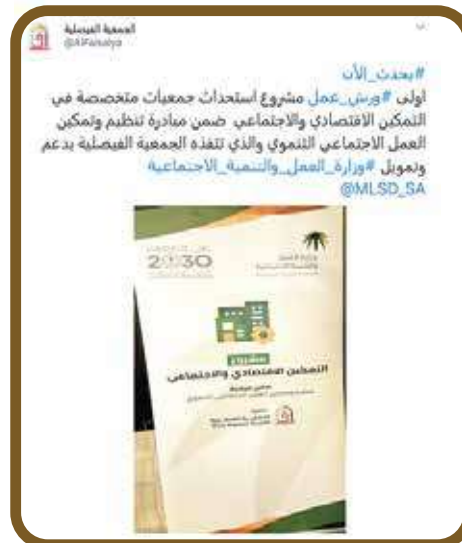 الجمعية الفيصلية
@AlFaisalya
#يحدث_الأن
اولى #ورش_عمل مشروع استحداث جمعيات متخصصة في
التمكين الاقتصادي والاجتماعي ضمن مبادرة تنظيم وتمكين
العمل الاجتماعي التنموي والذي تنفذه الجمعية الفيصلية بدعم
وتمويل #وزارة_العمل_والتنمية_الاجتماعية
@MLSD_SA
2030
مشروع
التمكين الاقتصادي والاجتماعي